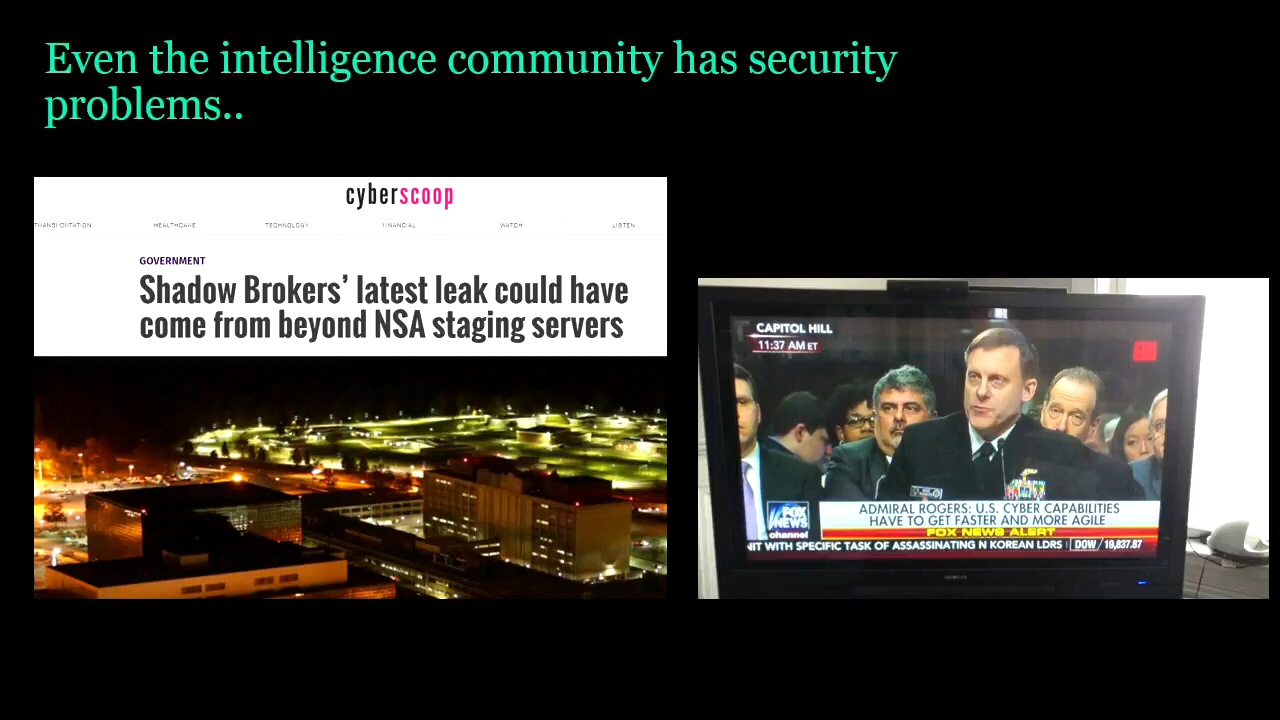 Even the intelligence community has security
problems..
cyberscoop
TRANSPORTATION HEALTHCARE TECHNOLOGY FINANCIAL WATCH LISTEN
GOVERNMENT
Shadow Brokers’ latest leak could have
come from beyond NSA staging servers
CAPITOL HILL
11:37 AM ET
FOX
NEWS
channel
ADMIRAL ROGERS: U.S. CYBER CAPABILITIES
HAVE TO GET FASTER AND MORE AGILE
FOX NEWS ALERT
NIT WITH SPECIFIC TASK OF ASSASSINATING N KOREAN LDRS DOW 19,837.87
HITACHI